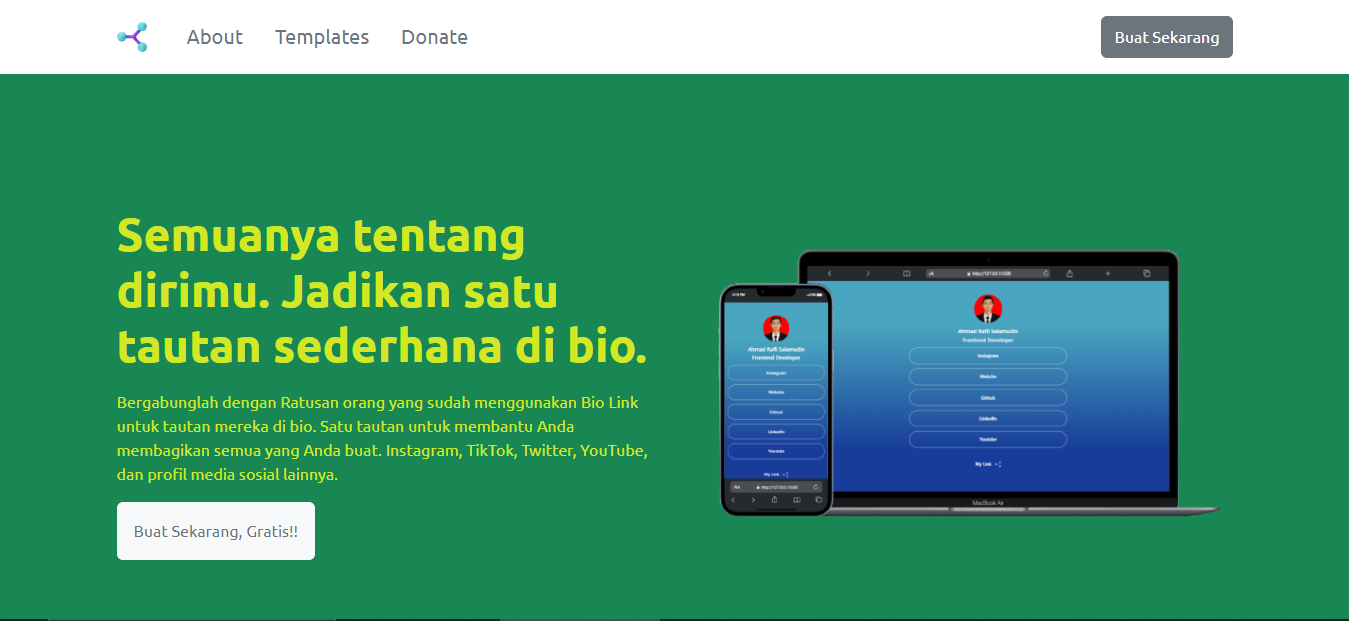 About Templates Donate
Buat Sekarang
Semuanya tentang
dirimu. Jadikan satu
tautan sederhana di bio.
Bergabunglah dengan Ratusan orang yang sudah menggunakan Bio Link
untuk tautan mereka di bio. Satu tautan untuk membantu Anda
membagikan semua yang Anda buat. Instagram, TikTok, Twitter, YouTube,
dan profil media sosial lainnya.
Buat Sekarang, Gratis!!
Ahmad Raffi Salamudin
Frontend Developer
Instagram
Website
Github
LinkedIn
Youtube
My Link
AA
Ahmad Raffi Salamudin
Frontend Developer
Instagram
Website
Github
LinkedIn
Youtube
My Link
MacBook Air